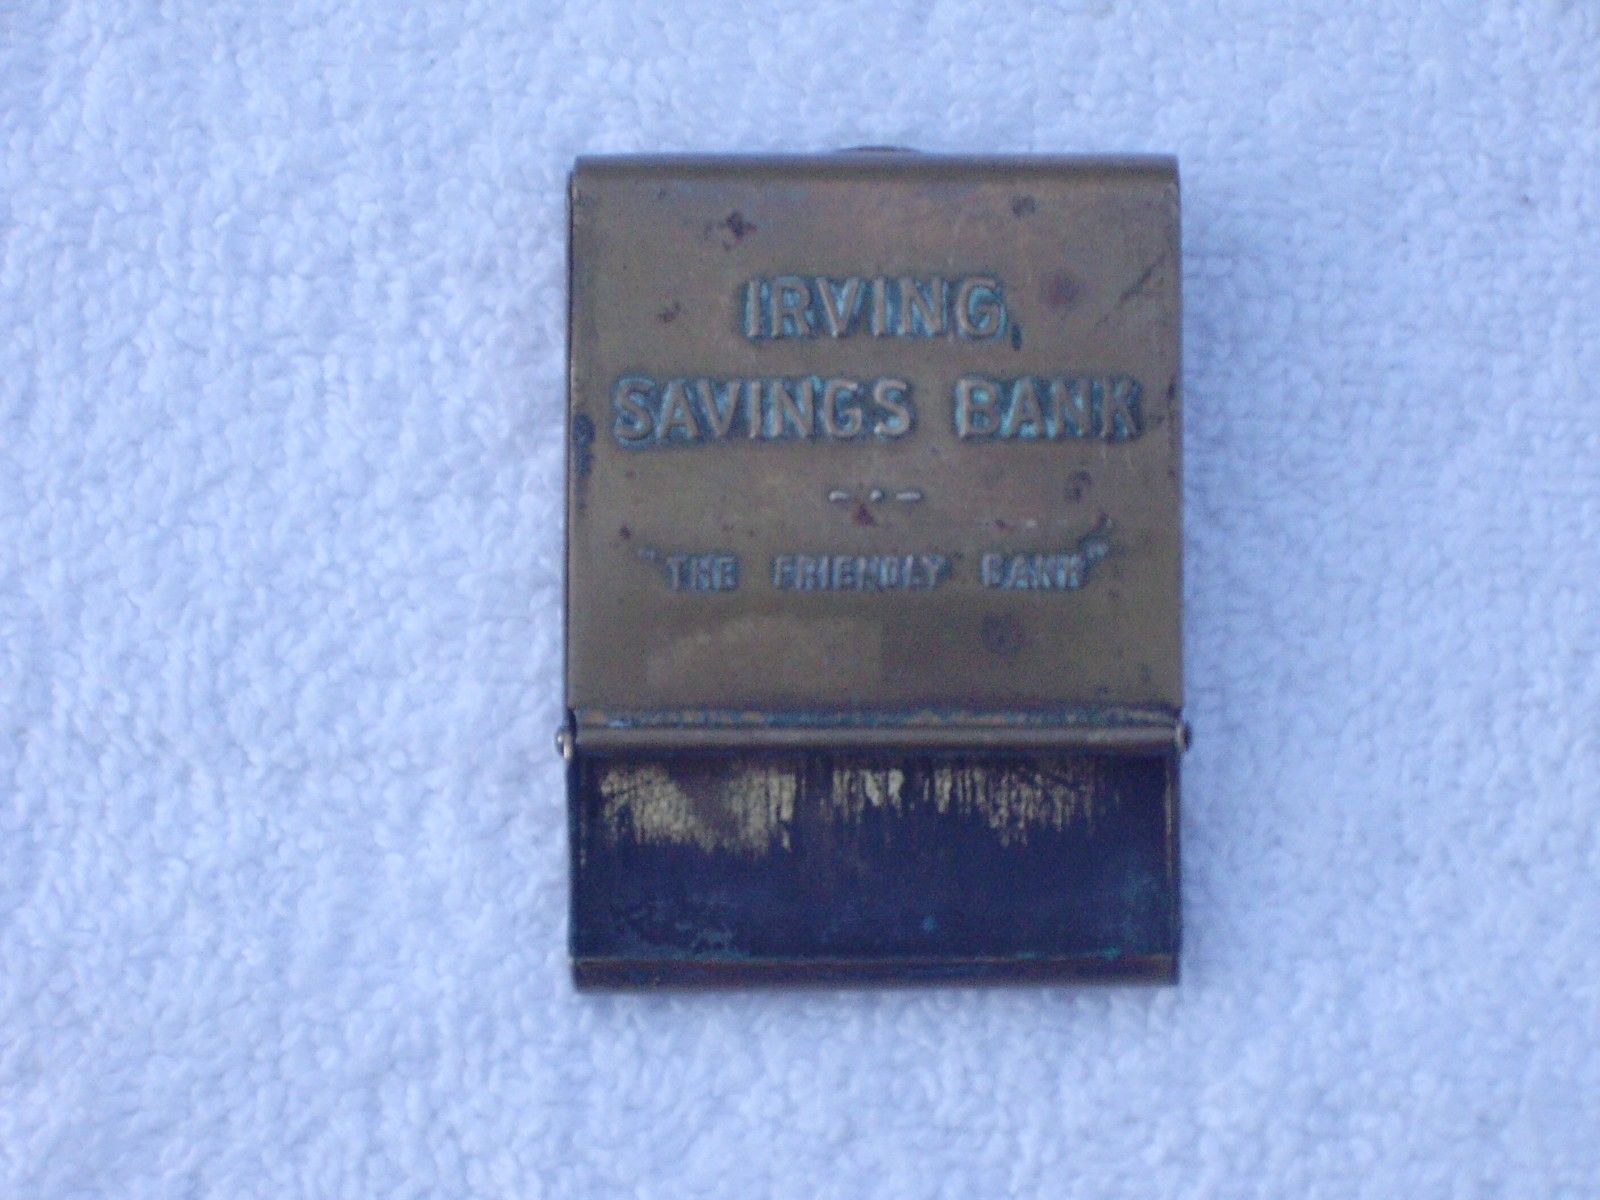 IRVING,
SAVINGS BANK
"THE FRIENDLY BANK"